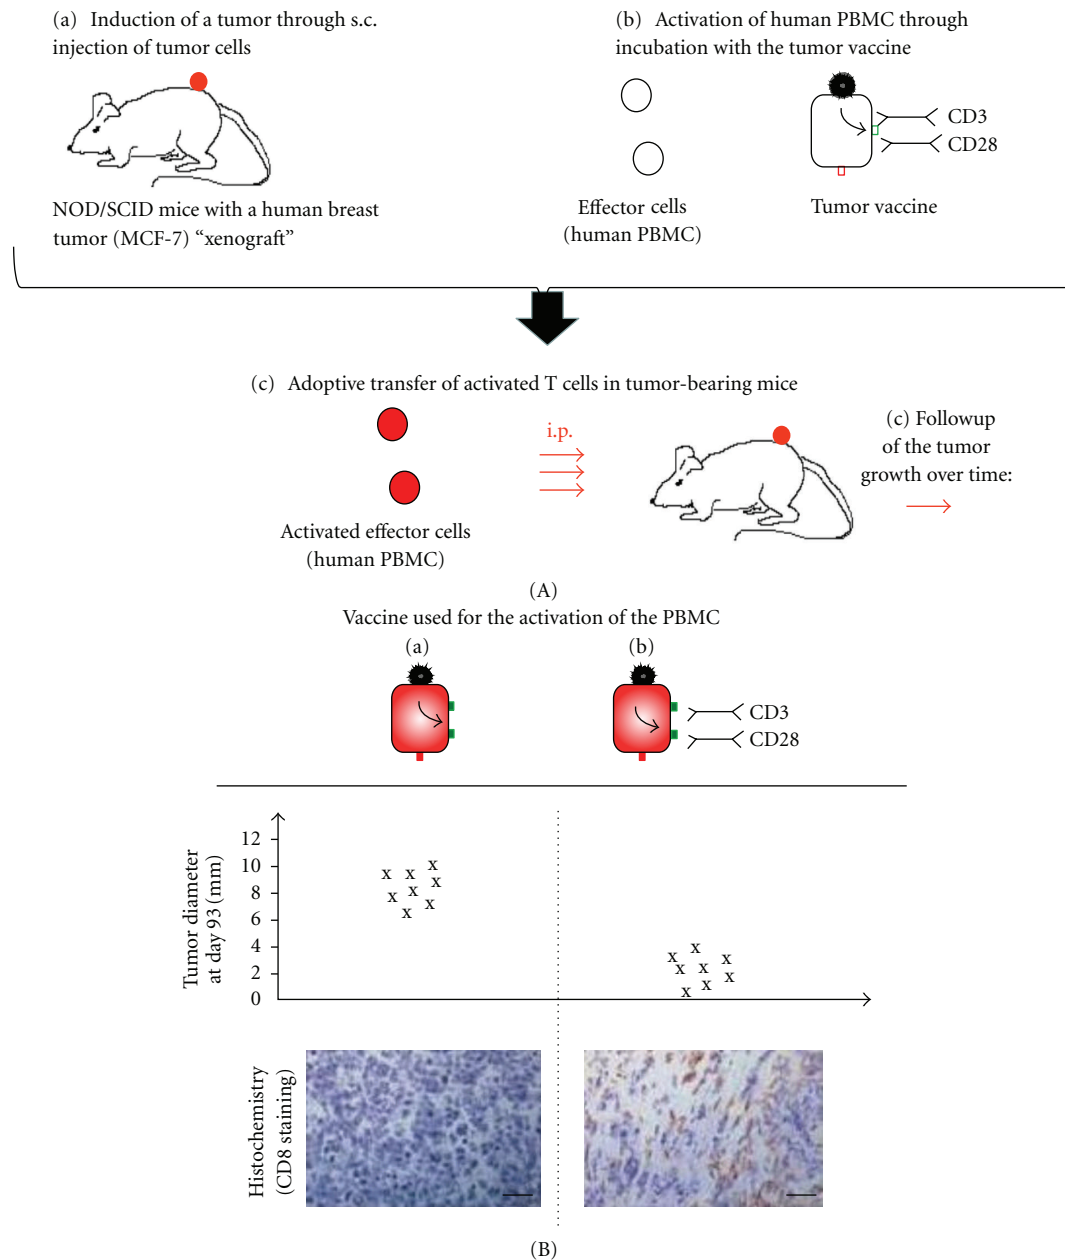 (a) Induction of a tumor through s.c.
injection of tumor cells
(b) Activation of human PBMC through
incubation with the tumor vaccine
CD3
CD28
NOD/SCID mice with a human breast
tumor (MCF-7) “xenograft”
Effector cells
(human PBMC)
Tumor vaccine
(c) Adoptive transfer of activated T cells in tumor-bearing mice
i.p.
(c) Followup
of the tumor
growth over time:
Activated effector cells
(human PBMC)
(A)
Vaccine used for the activation of the PBMC
(a)
(b)
CD3
CD28
Tumor diameter
at day 93 (mm)
12
10
8
6
4
2
0
x x x x x x x x x
x x x x x x x x x
Histochemistry
(CD8 staining)
(B)